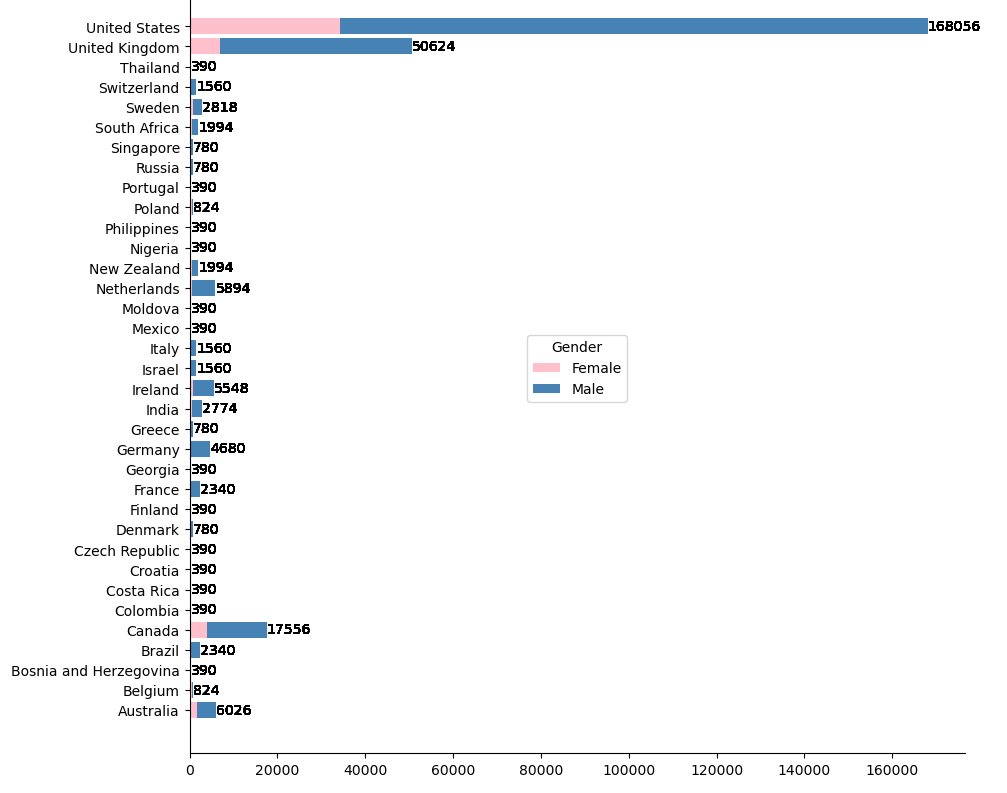 United States 168056
United Kingdom 50624
Thailand 390
Switzerland 1560
Sweden 2818
South Africa 1994
Singapore 780
Russia 780
Portugal 390
Poland 824
Philippines 390
Nigeria 390
New Zealand 1994
Netherlands 5894
Moldova 390
Mexico 390
Italy 1560
Israel 1560
Ireland 5548
India 2774
Greece 780
Germany 4680
Georgia 390
France 2340
Finland 390
Denmark 780
Czech Republic 390
Croatia 390
Costa Rica 390
Colombia 390
Canada 17556
Brazil 2340
Bosnia and Herzegovina 390
Belgium 824
Australia 6026
Gender
Female
Male
0 20000 40000 60000 80000 100000 120000 140000 160000